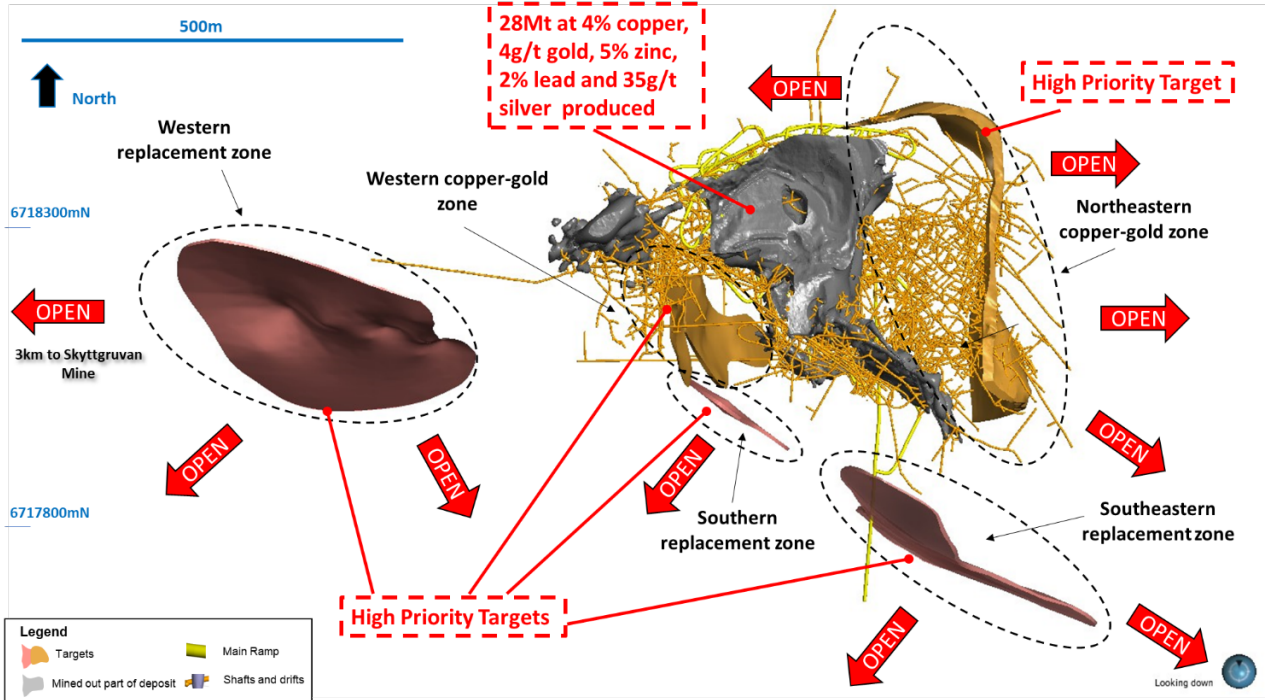 500m
North
28Mt at 4% copper,
4g/t gold, 5% zinc,
2% lead and 35g/t
silver produced
OPEN
High Priority Target
Western
replacement zone
Western copper-gold
zone
OPEN
6718300mN
Northeastern
copper-gold zone
OPEN
OPEN
3km to Skyttgruvan
Mine
OPEN
OPEN
OPEN
OPEN
6717800mN
Southern
replacement zone
Southeastern
replacement zone
High Priority Targets
OPEN
OPEN
Legend
Targets
Main Ramp
Mined out part of deposit
Shafts and drifts
Looking down